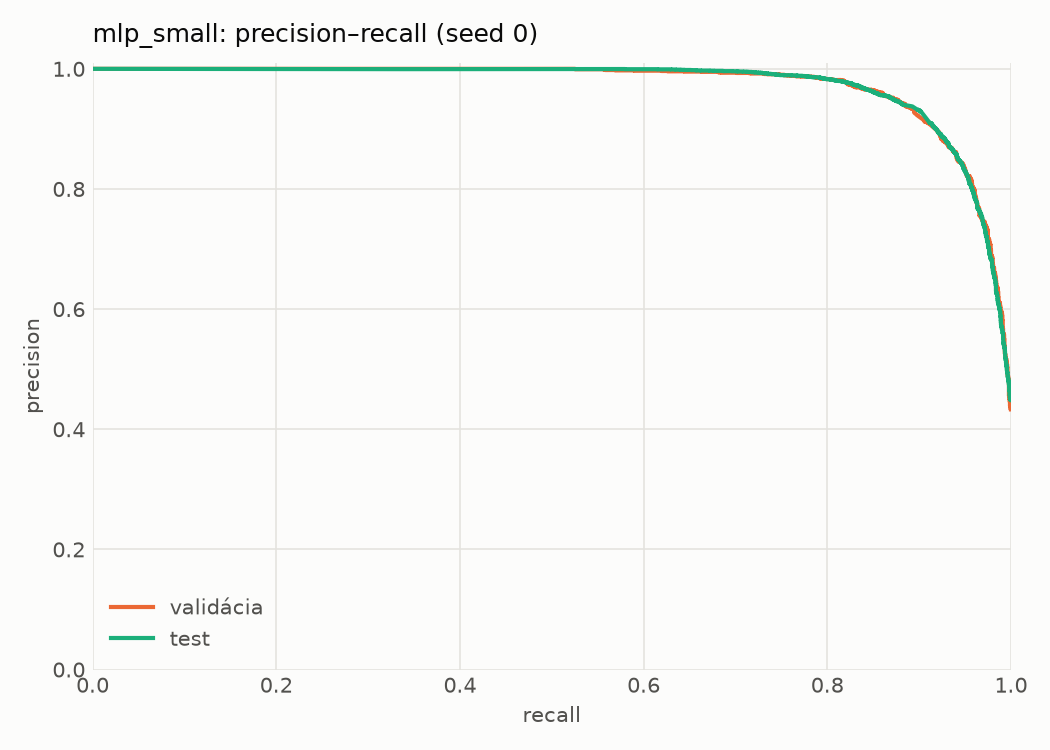 mlp_small: precision–recall (seed 0)
1.0
0.8
0.6
0.4
0.2
0.0
precision
validácia
test
0.0 0.2 0.4 0.6 0.8 1.0
recall